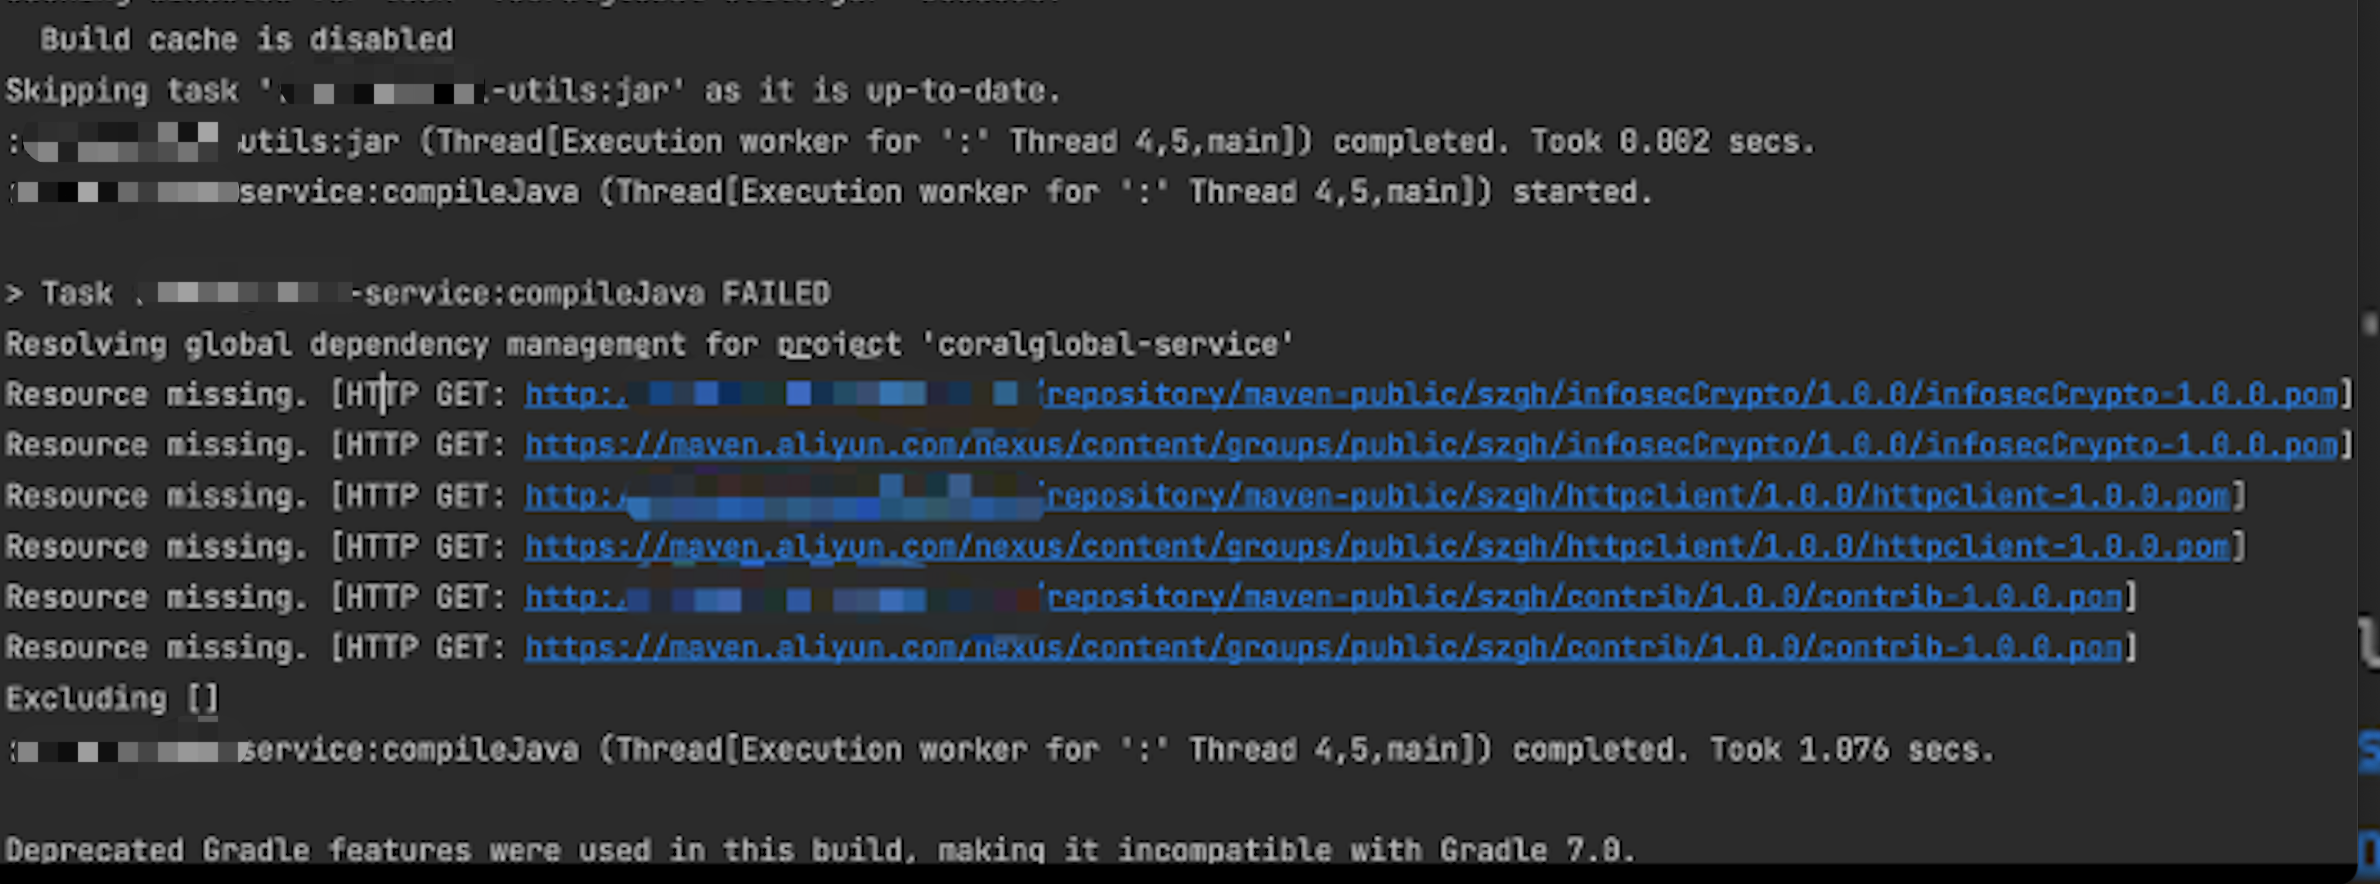 Build cache is disabled
Skipping task '-utils:jar' as it is up-to-date.
: utils:jar (Thread[Execution worker for ':' Thread 4,5,main]) completed. Took 0.002 secs.
service:compileJava (Thread[Execution worker for ':' Thread 4,5,main]) started.
> Task -service:compileJava FAILED
Resolving global dependency management for project 'coralglobal-service'
Resource missing. [HTTP GET: http: repository/maven-public/szgh/infosecCrypto/1.0.0/infosecCrypto-1.0.0.pom]
Resource missing. [HTTP GET: https://maven.aliyun.com/nexus/content/groups/public/szgh/infosecCrypto/1.0.0/infosecCrypto-1.0.0.pom]
Resource missing. [HTTP GET: http:/ repository/maven-public/szgh/httpclient/1.0.0/httpclient-1.0.0.pom]
Resource missing. [HTTP GET: https://maven.aliyun.com/nexus/content/groups/public/szgh/httpclient/1.0.0/httpclient-1.0.0.pom]
Resource missing. [HTTP GET: http: repository/maven-public/szgh/contrib/1.0.0/contrib-1.0.0.pom]
Resource missing. [HTTP GET: https://maven.aliyun.com/nexus/content/groups/public/szgh/contrib/1.0.0/contrib-1.0.0.pom]
Excluding []
service:compileJava (Thread[Execution worker for ':' Thread 4,5,main]) completed. Took 1.076 secs.
Deprecated Gradle features were used in this build, making it incompatible with Gradle 7.0.